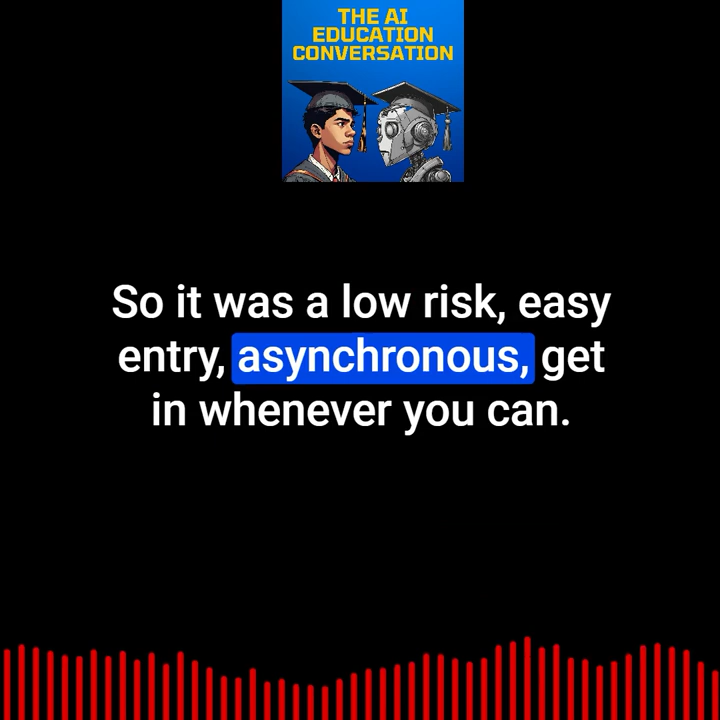 THE AI
EDUCATION
CONVERSATION
So it was a low risk, easy
entry, asynchronous, get
in whenever you can.